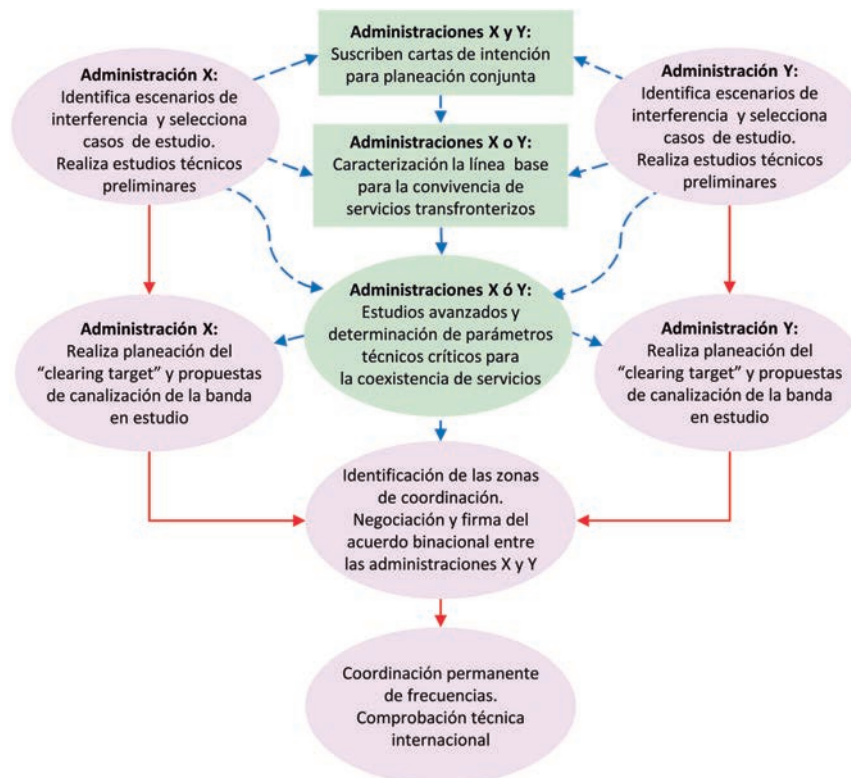 Administraciones X y Y:
Suscriben cartas de intención
para planeación conjunta
Administración X:
Identifica escenarios de
interferencia y selecciona
casos de estudio.
Realiza estudios técnicos
preliminares
Administración Y:
Identifica escenarios de
interferencia y selecciona
casos de estudio.
Realiza estudios técnicos
preliminares
Administraciones X o Y:
Caracterización la línea base
para la convivencia de
servicios transfronterizos
Administraciones X ó Y:
Estudios avanzados y
determinación de parámetros
técnicos críticos para
la coexistencia de servicios
Administración X:
Realiza planeación del
“clearing target” y propuestas
de canalización de la banda
en estudio
Administración Y:
Realiza planeación del
“clearing target” y propuestas
de canalización de la banda
en estudio
Identificación de las zonas
de coordinación.
Negociación y firma del
acuerdo binacional entre
las administraciones X y Y
Coordinación permanente
de frecuencias.
Comprobación técnica
internacional